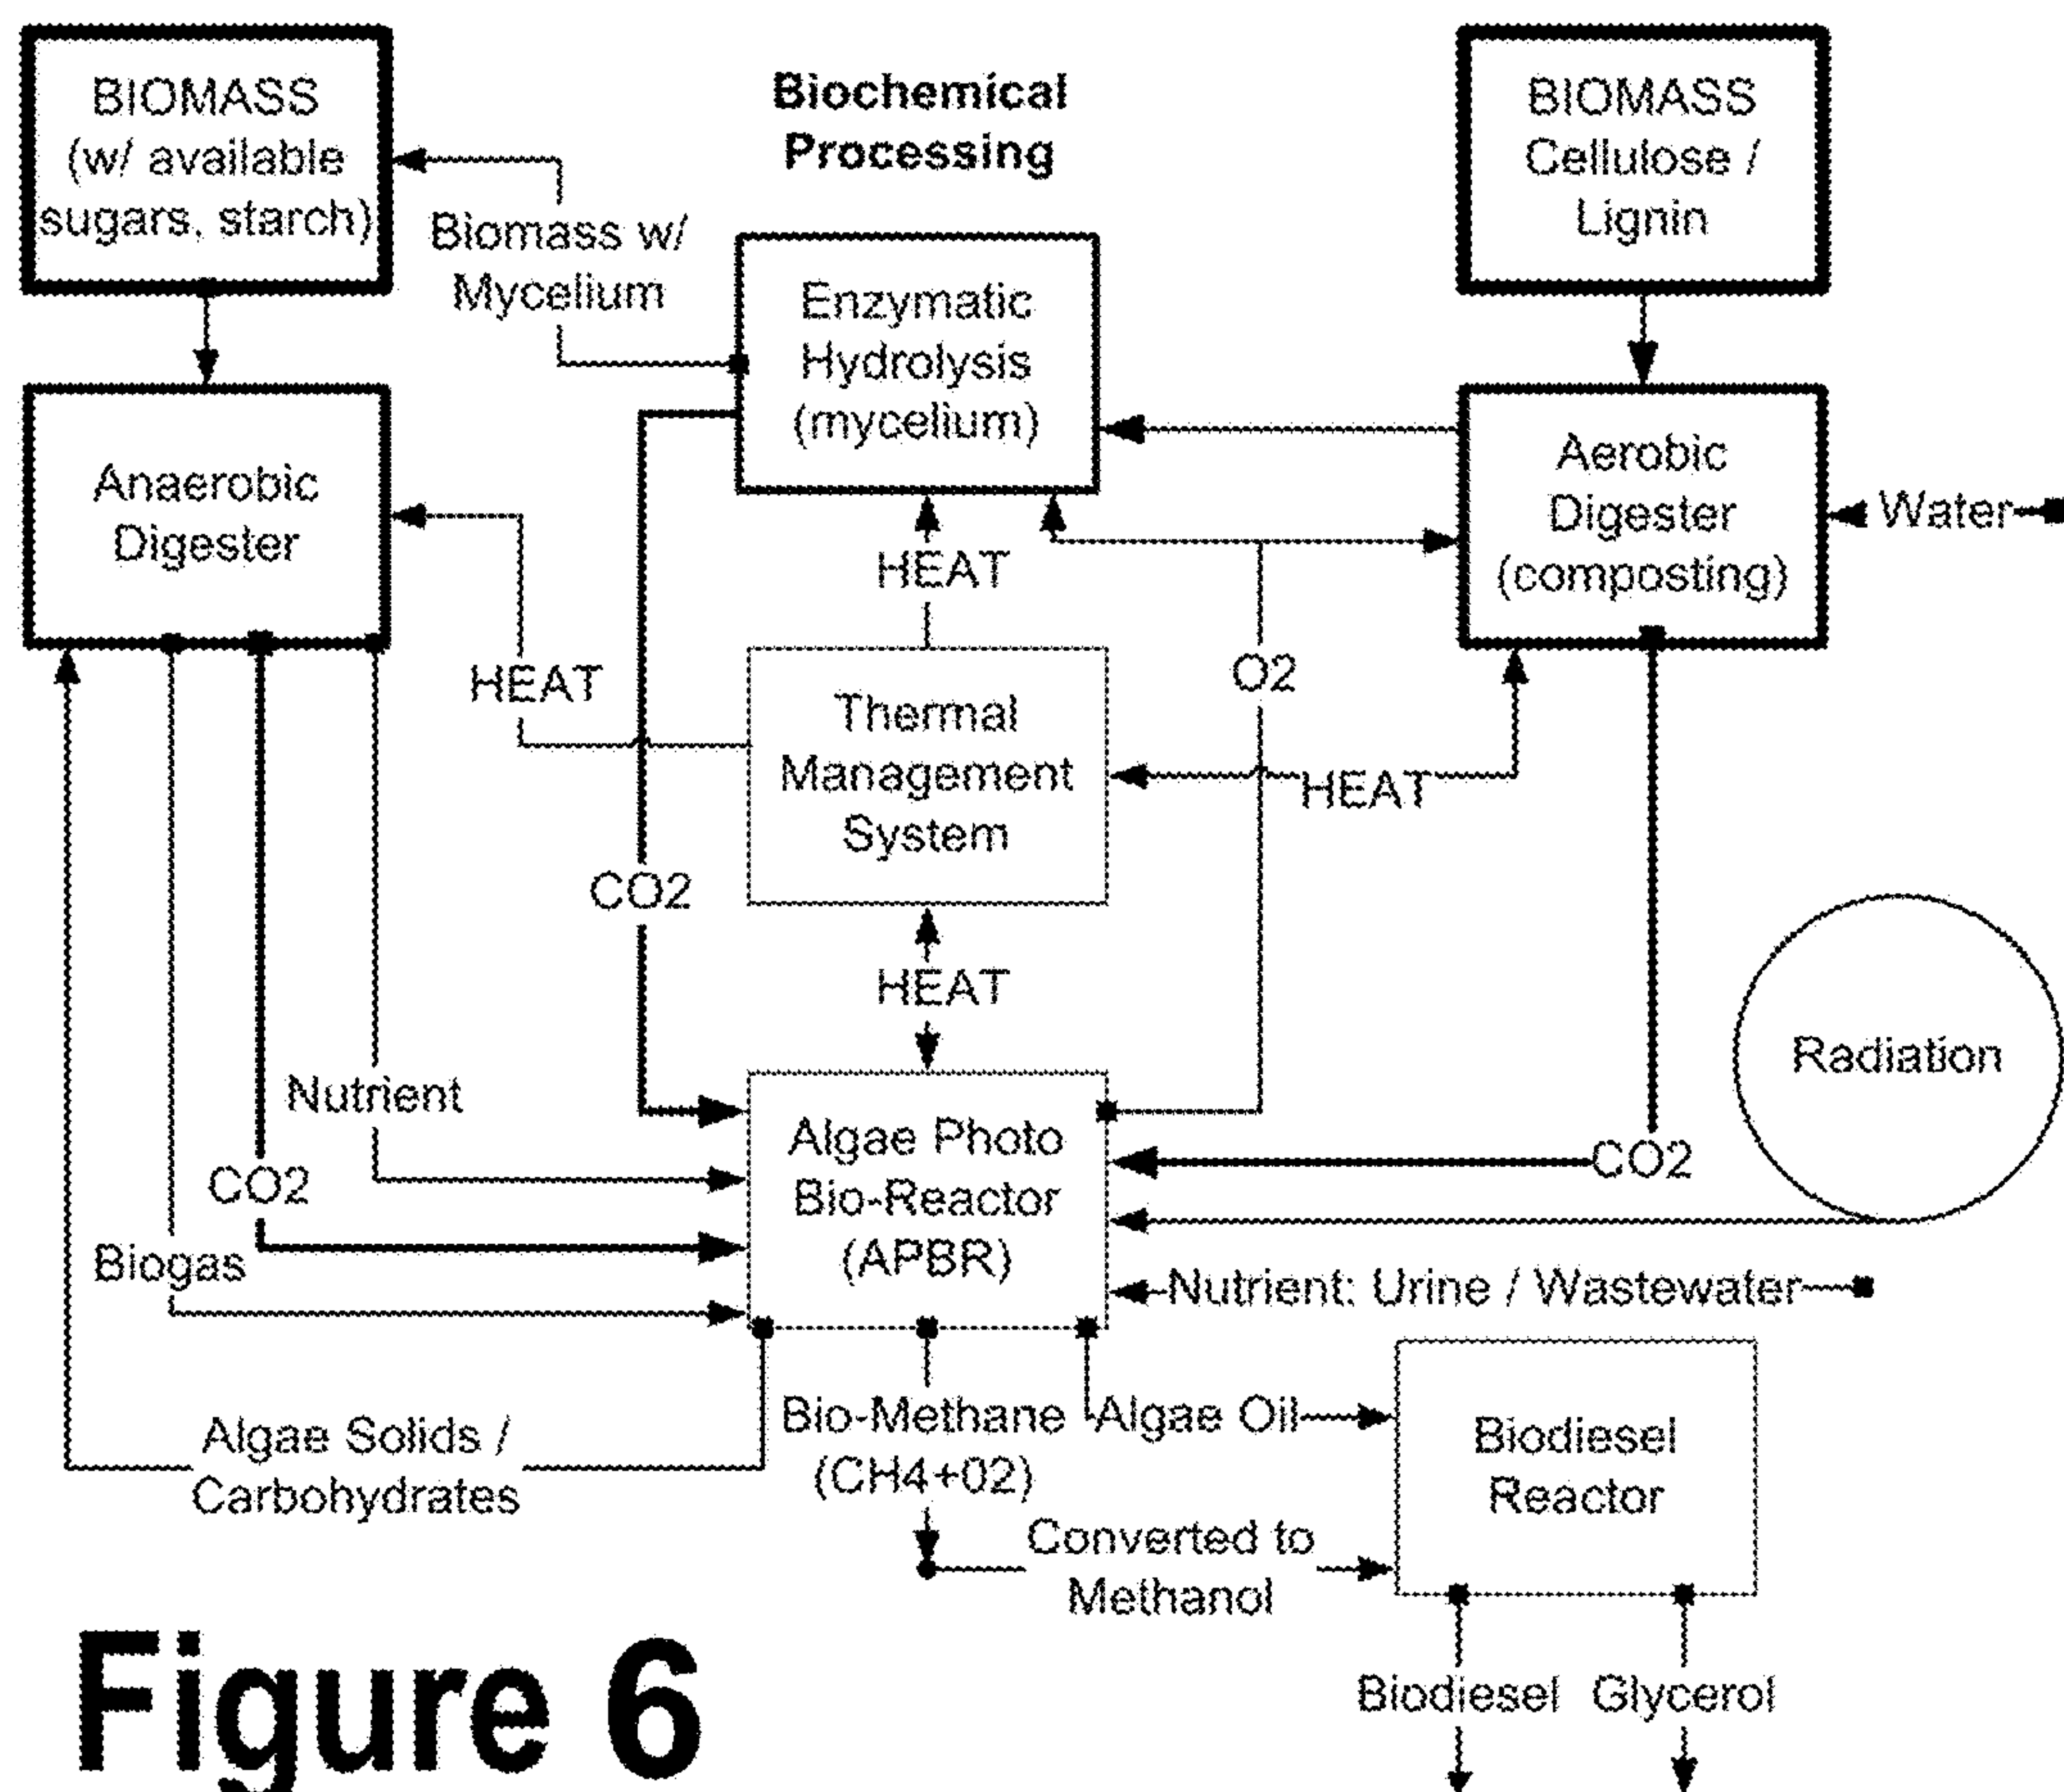 BIOMASS
(w/ available
sugars, starch)
Biochemical
Processing
BIOMASS
Cellulose /
Lignin
Biomass w/
Mycelium
Enzymatic
Hydrolysis
(mycelium)
Anaerobic
Digester
Aerobic
Digester
(composting)
Water
HEAT
HEAT
O2
Thermal
Management
System
HEAT
CO2
HEAT
Radiation
Nutrient
Algae Photo
Bio-Reactor
(APBR)
CO2
CO2
Biogas
Nutrient: Urine / Wastewater
Algae Solids /
Carbohydrates
Bio-Methane
(CH4+02)
Algae Oil
Biodiesel
Reactor
Converted to
Methanol
Biodiesel
Glycerol
Figure 6